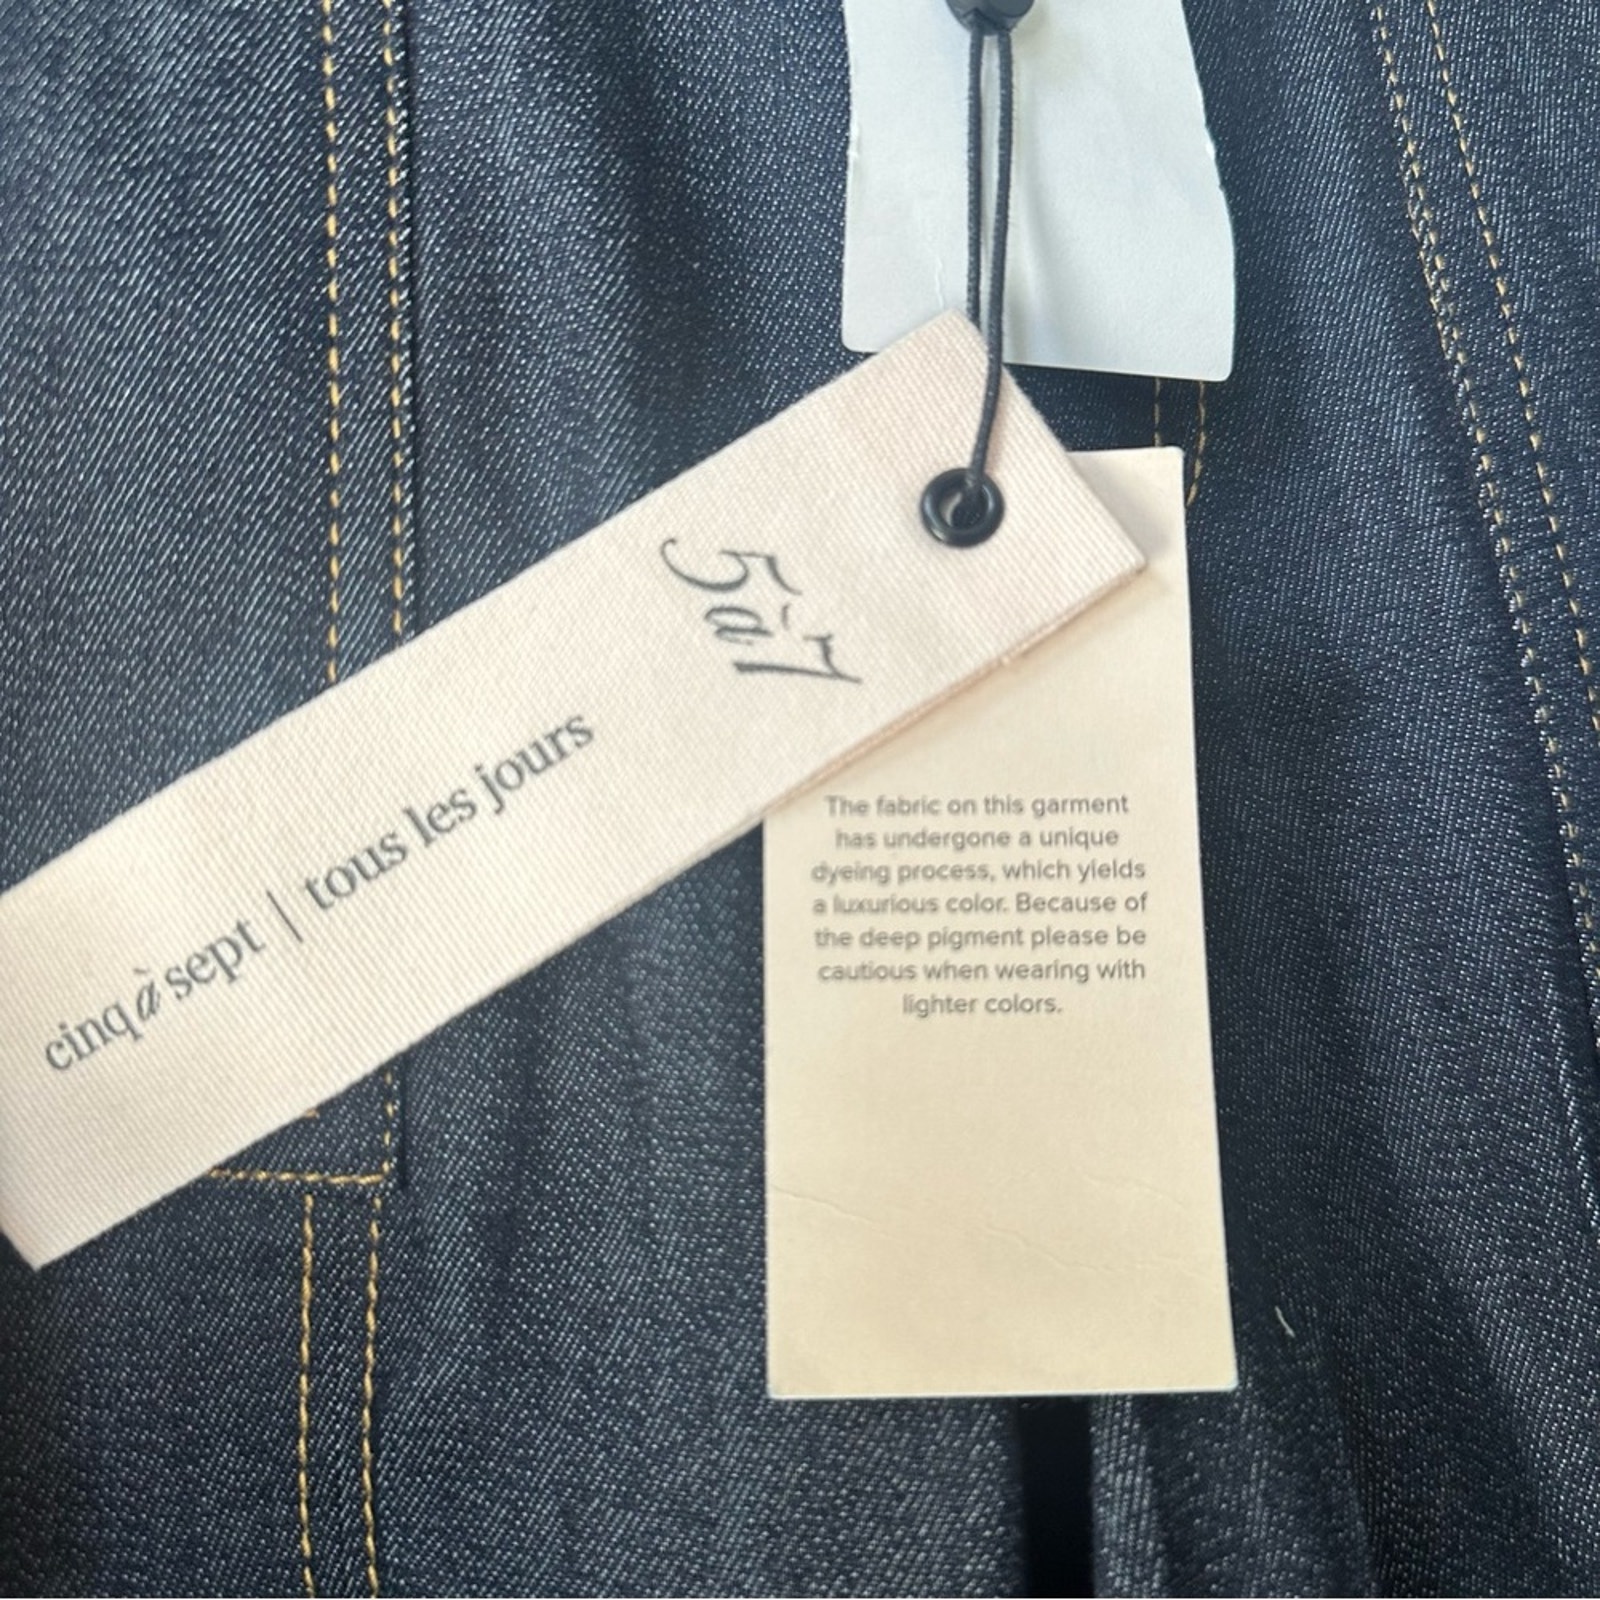 5à7
cinq à sept | tous les jours
The fabric on this garment
has undergone a unique
dyeing process, which yields
a luxurious color. Because of
the deep pigment please be
cautious when wearing with
lighter colors.